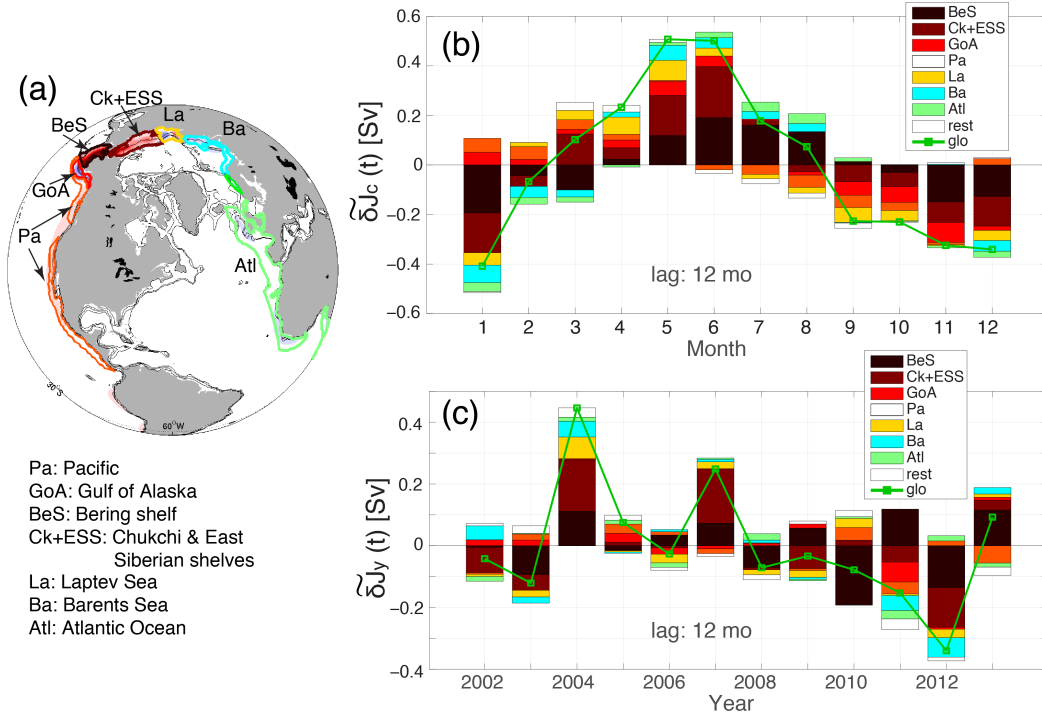 (a)
Ck+ESS
La
BeS
Ba
GoA
Pa
Atl
30°S
60°W
Pa: Pacific
GoA: Gulf of Alaska
BeS: Bering shelf
Ck+ESS: Chukchi & East
Siberian shelves
La: Laptev Sea
Ba: Barents Sea
Atl: Atlantic Ocean
(b)
δ̃Jc (t) [Sv]
0.6
0.4
0.2
0
−0.2
−0.4
−0.6
BeS
Ck+ESS
GoA
Pa
La
Ba
Atl
rest
glo
lag: 12 mo
1 2 3 4 5 6 7 8 9 10 11 12
Month
(c)
δ̃Jy (t) [Sv]
0.4
0.2
0
−0.2
−0.4
BeS
Ck+ESS
GoA
Pa
La
Ba
Atl
rest
glo
lag: 12 mo
2002 2004 2006 2008 2010 2012
Year